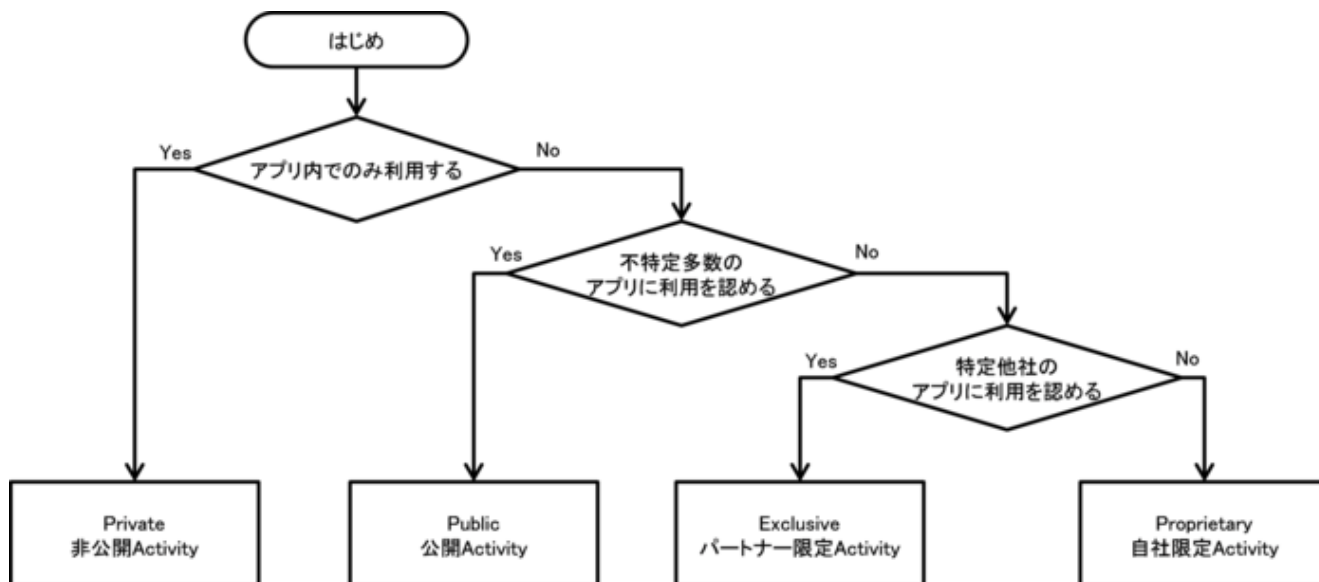 はじめ
Yes
アプリ内でのみ利用する
No
Yes
不特定多数の
アプリに利用を認める
No
Yes
特定他社の
アプリに利用を認める
No
Private
非公開Activity
Public
公開Activity
Exclusive
パートナー限定Activity
Proprietary
自社限定Activity